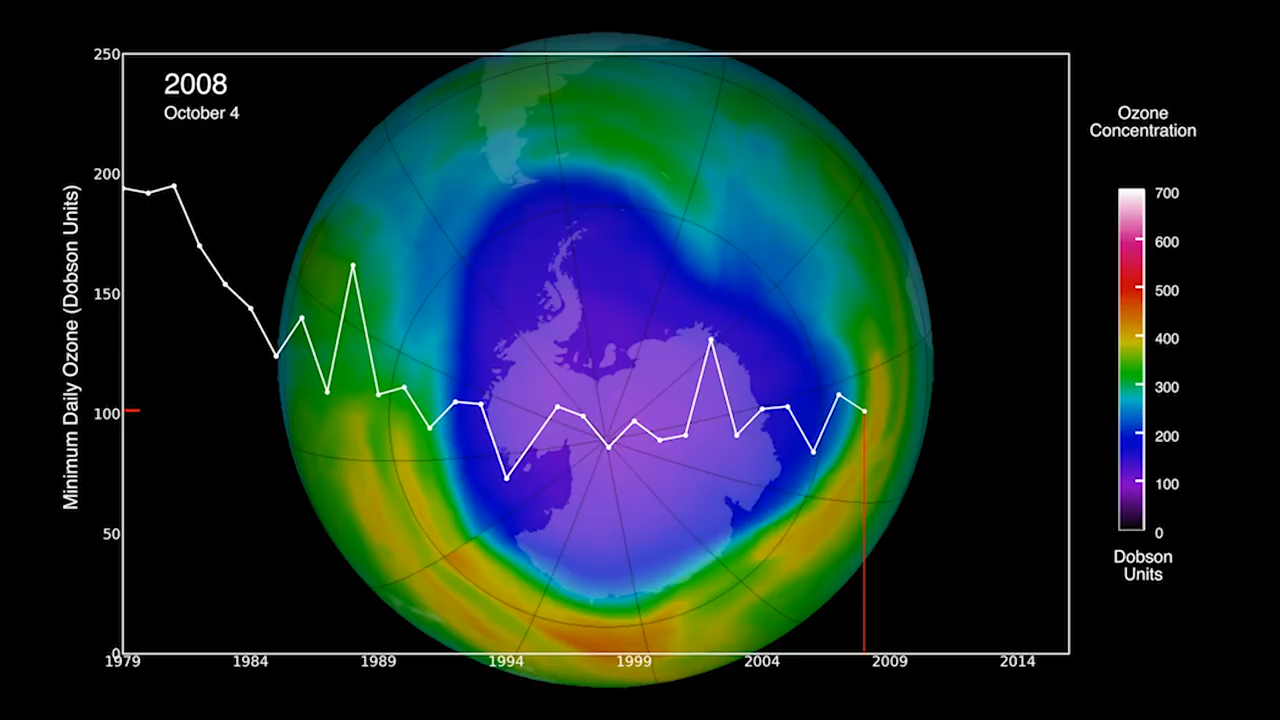 2008
October 4
Minimum Daily Ozone (Dobson Units)
250
200
150
100
50
0
1979 1984 1989 1994 1999 2004 2009 2014
Ozone
Concentration
700
600
500
400
300
200
100
0
Dobson
Units